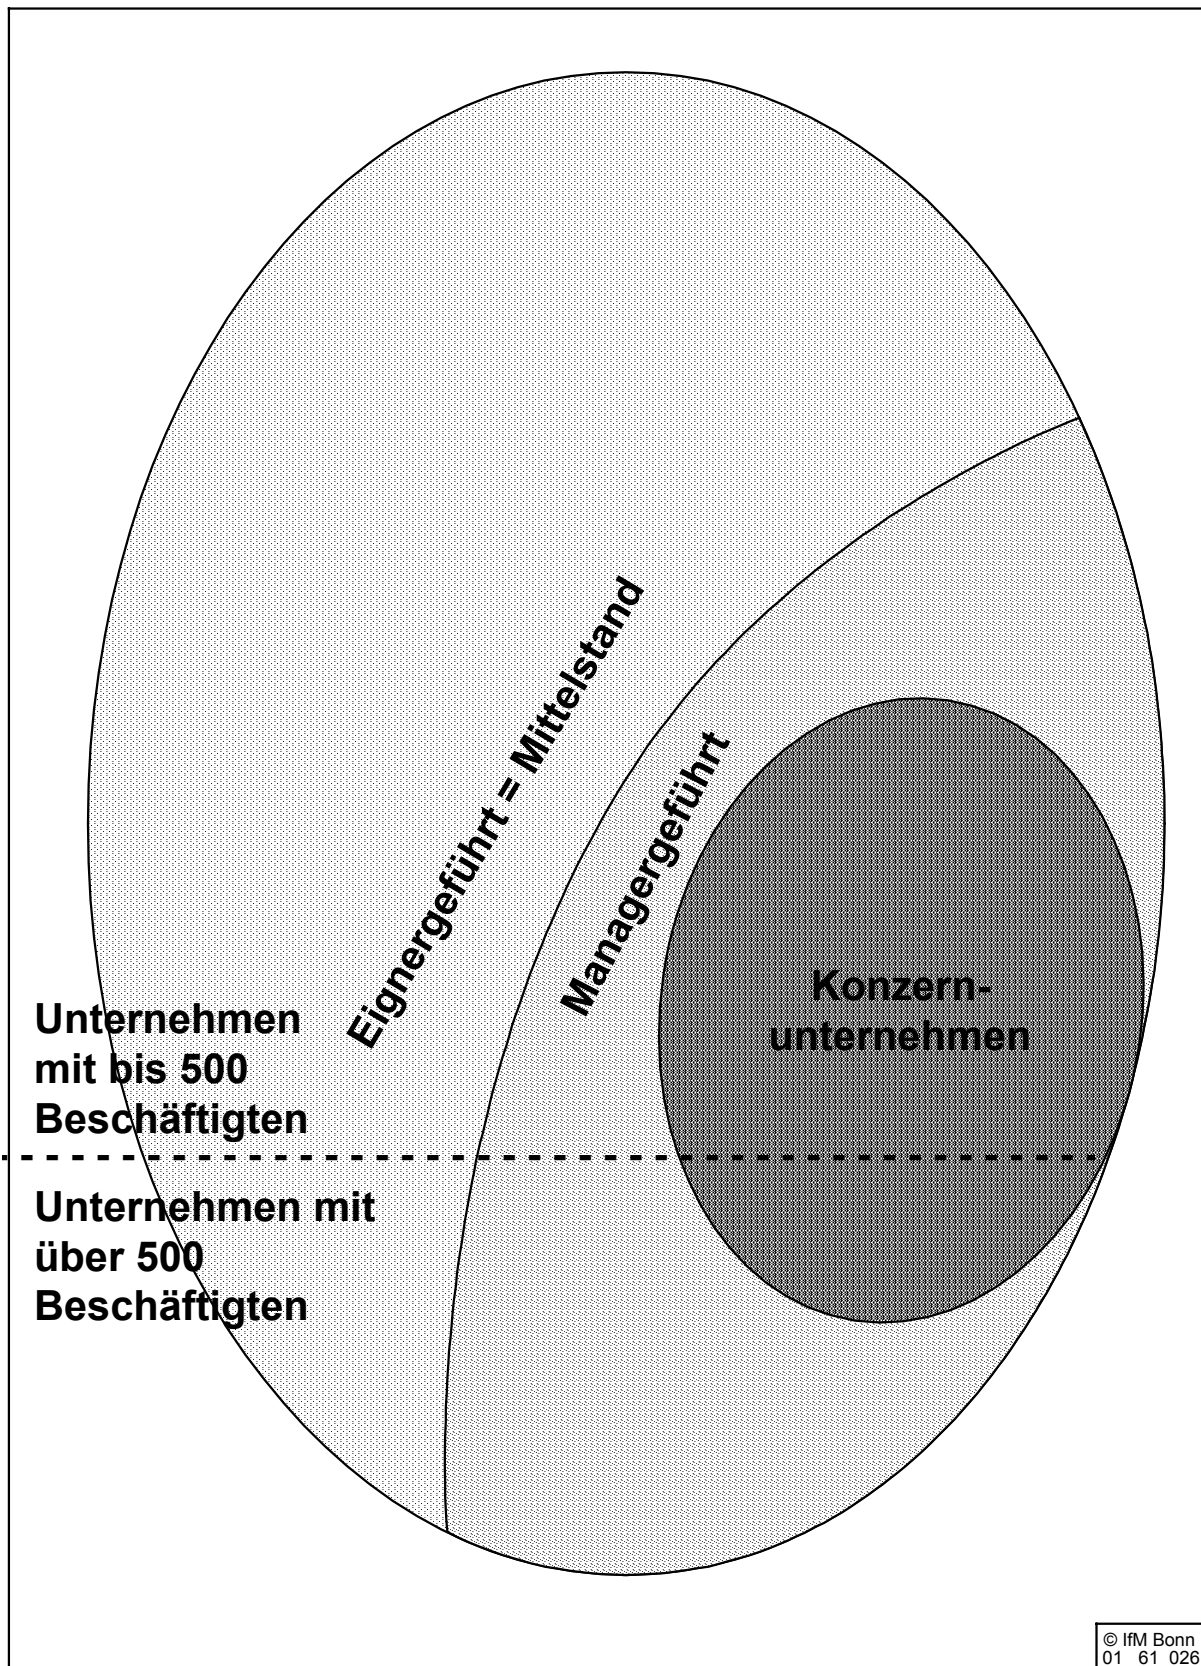 Eignergeführt = Mittelstand
Managergeführt
Konzern-
unternehmen
Unternehmen
mit bis 500
Beschäftigten
Unternehmen mit
über 500
Beschäftigten
© IfM Bonn
01 61 026